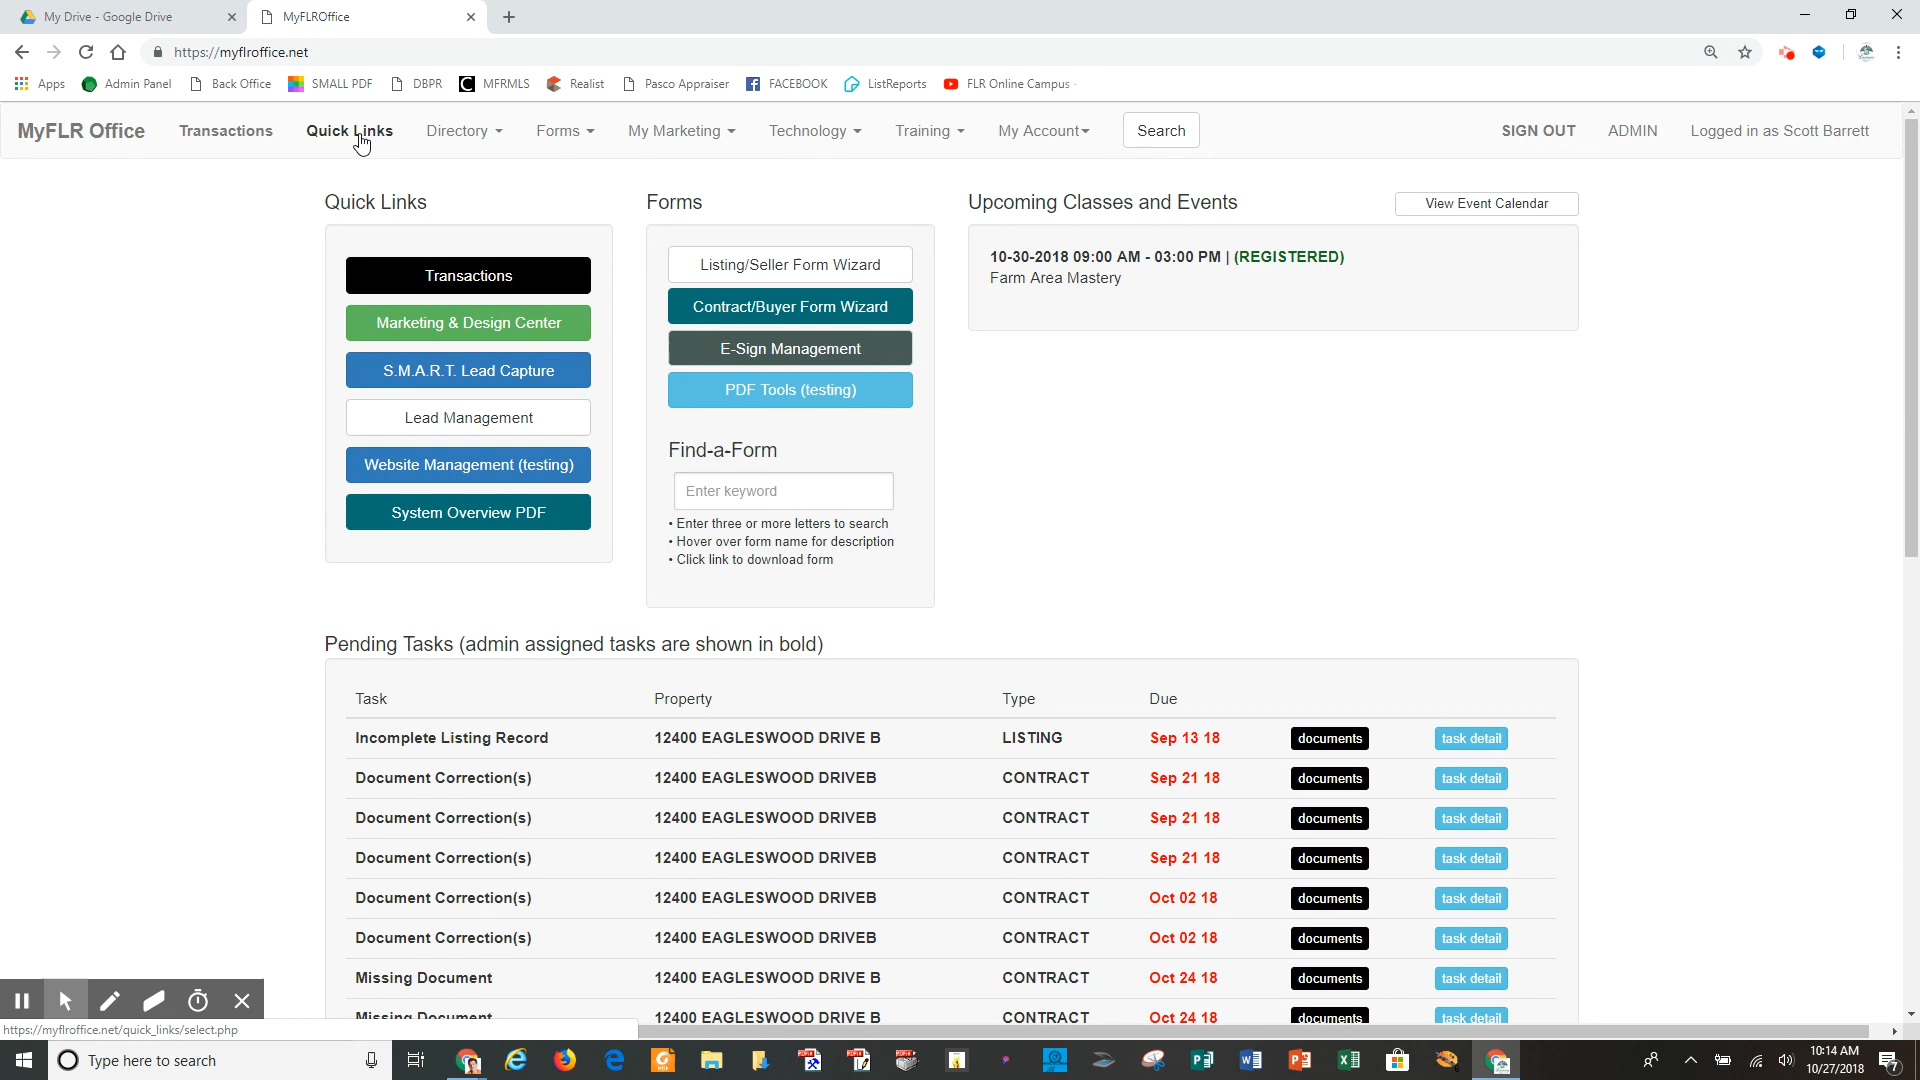 My Drive - Google Drive
MyFLROffice
https://myflroffice.net
Apps Admin Panel Back Office SMALL PDF DBPR MFRMLS Realist Pasco Appraiser FACEBOOK ListReports FLR Online Campus -
MyFLR Office Transactions Quick Links Directory Forms My Marketing Technology Training My Account Search SIGN OUT ADMIN Logged in as Scott Barrett
Quick Links
Transactions
Marketing & Design Center
S.M.A.R.T. Lead Capture
Lead Management
Website Management (testing)
System Overview PDF
Forms
Listing/Seller Form Wizard
Contract/Buyer Form Wizard
E-Sign Management
PDF Tools (testing)
Find-a-Form
Enter keyword
• Enter three or more letters to search
• Hover over form name for description
• Click link to download form
Upcoming Classes and Events
View Event Calendar
10-30-2018 09:00 AM - 03:00 PM | (REGISTERED)
Farm Area Mastery
Pending Tasks (admin assigned tasks are shown in bold)
Task Property Type Due
Incomplete Listing Record 12400 EAGLESWOOD DRIVE B LISTING Sep 13 18 documents task detail
Document Correction(s) 12400 EAGLESWOOD DRIVEB CONTRACT Sep 21 18 documents task detail
Document Correction(s) 12400 EAGLESWOOD DRIVEB CONTRACT Sep 21 18 documents task detail
Document Correction(s) 12400 EAGLESWOOD DRIVEB CONTRACT Sep 21 18 documents task detail
Document Correction(s) 12400 EAGLESWOOD DRIVEB CONTRACT Oct 02 18 documents task detail
Document Correction(s) 12400 EAGLESWOOD DRIVEB CONTRACT Oct 02 18 documents task detail
Missing Document 12400 EAGLESWOOD DRIVE B CONTRACT Oct 24 18 documents task detail
Missing Document 12400 EAGLESWOOD DRIVE B CONTRACT Oct 24 18 documents task detail
https://myflroffice.net/quick_links/select.php
Type here to search
10:14 AM
10/27/2018
7